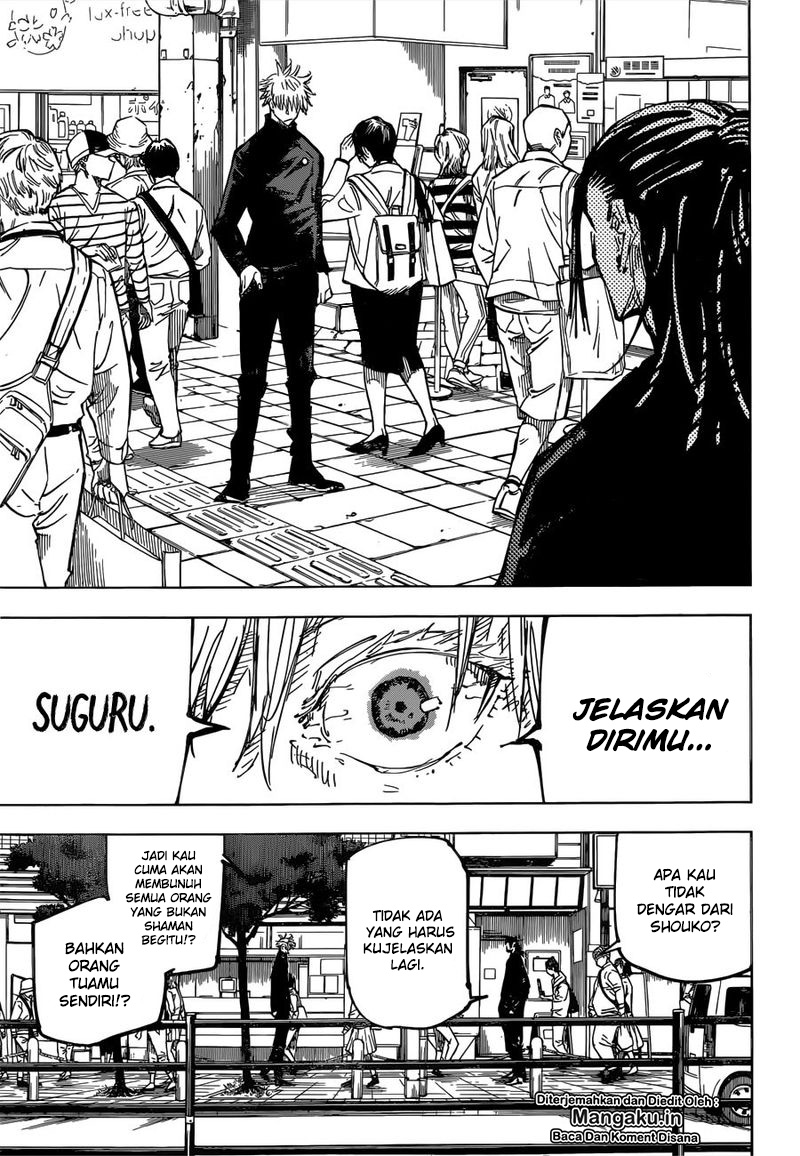 tax-free
shop
JELASKAN
DIRIMU...
SUGURU.
APA KAU
TIDAK
DENGAR DARI
SHOUKO?
TIDAK ADA
YANG HARUS
KUJELASKAN
LAGI.
JADI KAU
CUMA AKAN
MEMBUNUH
SEMUA ORANG
YANG BUKAN
SHAMAN
BEGITU!?
BAHKAN
ORANG
TUAMU
SENDIRI!?
Diterjemahkan dan Diedit Oleh :
Mangaku.in
Baca Dan Koment Disana